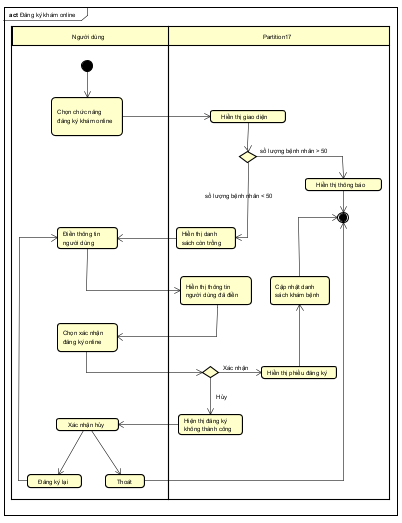 act Đăng ký khám online
Người dùng
Partition17
Chọn chức năng
đăng ký khám online
Hiển thị giao diện
số lượng bệnh nhân > 50
Hiển thị thông báo
số lượng bệnh nhân < 50
Điền thông tin
người dùng
Hiển thị danh
sách còn trống
Hiển thị thông tin
người dùng đã điền
Cập nhật danh
sách khám bệnh
Chọn xác nhận
đăng ký online
Xác nhận
Hiển thị phiếu đăng ký
Hủy
Xác nhận hủy
Hiện thị đăng ký
không thành công
Đăng ký lại
Thoát